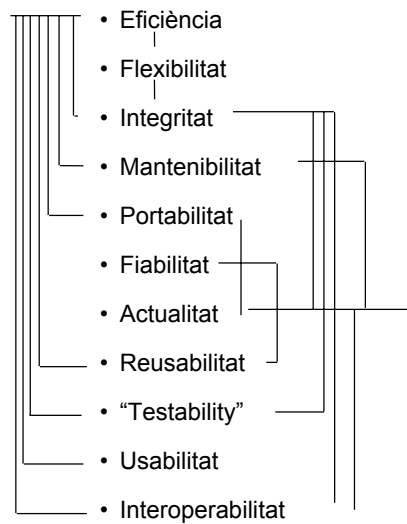 • Eficiència
• Flexibilitat
• Integritat
• Mantenibilitat
• Portabilitat
• Fiabilitat
• Actualitat
• Reusabilitat
• “Testability”
• Usabilitat
• Interoperabilitat